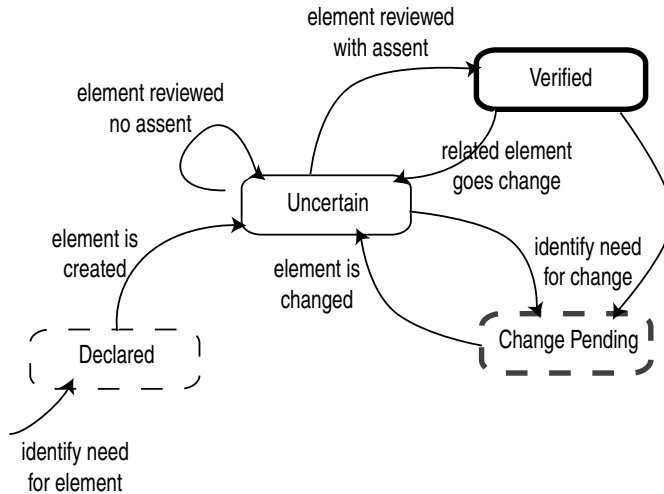 element reviewed
with assent
Verified
element reviewed
no assent
related element
goes change
Uncertain
element is
created
element is
changed
identify need
for change
Declared
Change Pending
identify need
for element